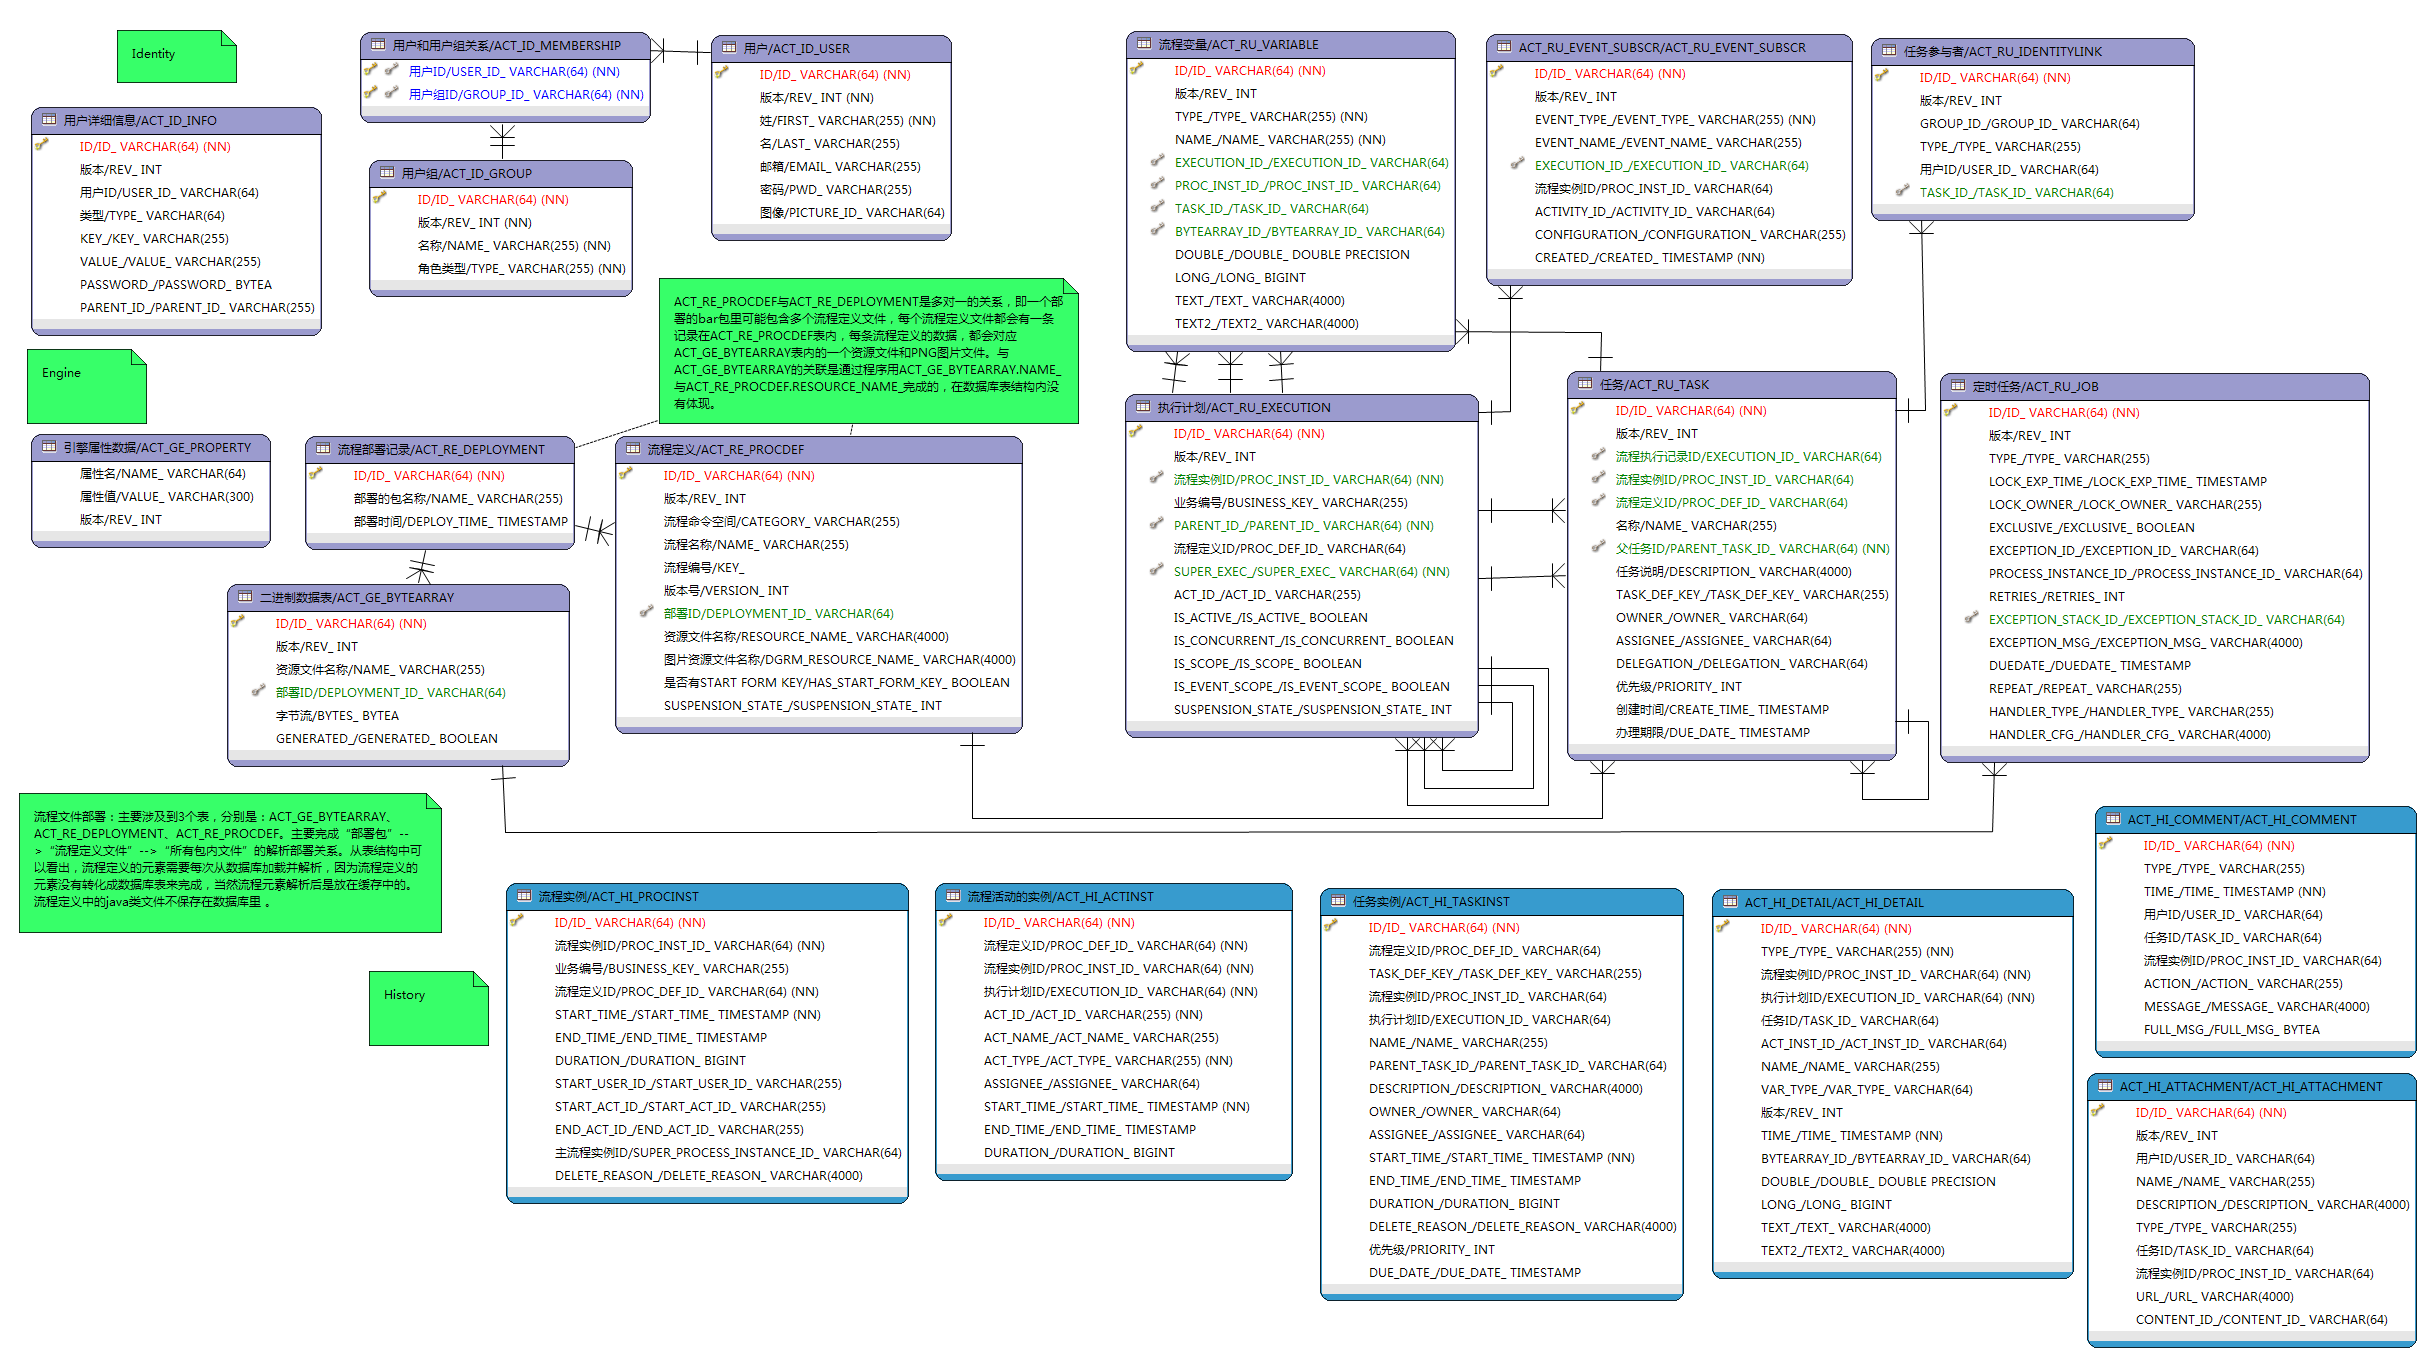 Identity
用户和用户组关系/ACT_ID_MEMBERSHIP
用户ID/USER_ID_ VARCHAR(64) (NN)
用户组ID/GROUP_ID_ VARCHAR(64) (NN)
用户/ACT_ID_USER
ID/ID_ VARCHAR(64) (NN)
版本/REV_ INT (NN)
姓/FIRST_ VARCHAR(255) (NN)
名/LAST_ VARCHAR(255)
邮箱/EMAIL_ VARCHAR(255)
密码/PWD_ VARCHAR(255)
图像/PICTURE_ID_ VARCHAR(64)
用户详细信息/ACT_ID_INFO
ID/ID_ VARCHAR(64) (NN)
版本/REV_ INT
用户ID/USER_ID_ VARCHAR(64)
类型/TYPE_ VARCHAR(64)
KEY_/KEY_ VARCHAR(255)
VALUE_/VALUE_ VARCHAR(255)
PASSWORD_/PASSWORD_ BYTEA
PARENT_ID_/PARENT_ID_ VARCHAR(255)
用户组/ACT_ID_GROUP
ID/ID_ VARCHAR(64) (NN)
版本/REV_ INT (NN)
名称/NAME_ VARCHAR(255) (NN)
角色类型/TYPE_ VARCHAR(255) (NN)
流程变量/ACT_RU_VARIABLE
ID/ID_ VARCHAR(64) (NN)
版本/REV_ INT
TYPE_/TYPE_ VARCHAR(255) (NN)
NAME_/NAME_ VARCHAR(255) (NN)
EXECUTION_ID_/EXECUTION_ID_ VARCHAR(64)
PROC_INST_ID_/PROC_INST_ID_ VARCHAR(64)
TASK_ID_/TASK_ID_ VARCHAR(64)
BYTEARRAY_ID_/BYTEARRAY_ID_ VARCHAR(64)
DOUBLE_/DOUBLE_ DOUBLE PRECISION
LONG_/LONG_ BIGINT
TEXT_/TEXT_ VARCHAR(4000)
TEXT2_/TEXT2_ VARCHAR(4000)
ACT_RU_EVENT_SUBSCR/ACT_RU_EVENT_SUBSCR
ID/ID_ VARCHAR(64) (NN)
版本/REV_ INT
EVENT_TYPE_/EVENT_TYPE_ VARCHAR(255) (NN)
EVENT_NAME_/EVENT_NAME_ VARCHAR(255)
EXECUTION_ID_/EXECUTION_ID_ VARCHAR(64)
流程实例ID/PROC_INST_ID_ VARCHAR(64)
ACTIVITY_ID_/ACTIVITY_ID_ VARCHAR(64)
CONFIGURATION_/CONFIGURATION_ VARCHAR(255)
CREATED_/CREATED_ TIMESTAMP (NN)
任务参与者/ACT_RU_IDENTITYLINK
ID/ID_ VARCHAR(64) (NN)
版本/REV_ INT
GROUP_ID_/GROUP_ID_ VARCHAR(64)
TYPE_/TYPE_ VARCHAR(255)
用户ID/USER_ID_ VARCHAR(64)
TASK_ID_/TASK_ID_ VARCHAR(64)
ACT_RE_PROCDEF与ACT_RE_DEPLOYMENT是多对一的关系，即一个部
署的bar包里可能包含多个流程定义文件，每个流程定义文件都会有一条
记录在ACT_RE_PROCDEF表内，每条流程定义的数据，都会对应
ACT_GE_BYTEARRAY表内的一个资源文件和PNG图片文件。与
ACT_GE_BYTEARRAY的关联是通过程序用ACT_GE_BYTEARRAY.NAME_
与ACT_RE_PROCDEF.RESOURCE_NAME_完成的，在数据库表结构内没
有体现。
Engine
引擎属性数据/ACT_GE_PROPERTY
属性名/NAME_ VARCHAR(64)
属性值/VALUE_ VARCHAR(300)
版本/REV_ INT
流程部署记录/ACT_RE_DEPLOYMENT
ID/ID_ VARCHAR(64) (NN)
部署的包名称/NAME_ VARCHAR(255)
部署时间/DEPLOY_TIME_ TIMESTAMP
流程定义/ACT_RE_PROCDEF
ID/ID_ VARCHAR(64) (NN)
版本/REV_ INT
流程命令空间/CATEGORY_ VARCHAR(255)
流程名称/NAME_ VARCHAR(255)
流程编号/KEY_
版本号/VERSION_ INT
部署ID/DEPLOYMENT_ID_ VARCHAR(64)
资源文件名称/RESOURCE_NAME_ VARCHAR(4000)
图片资源文件名称/DGRM_RESOURCE_NAME_ VARCHAR(4000)
是否有START FORM KEY/HAS_START_FORM_KEY_ BOOLEAN
SUSPENSION_STATE_/SUSPENSION_STATE_ INT
二进制数据表/ACT_GE_BYTEARRAY
ID/ID_ VARCHAR(64) (NN)
版本/REV_ INT
资源文件名称/NAME_ VARCHAR(255)
部署ID/DEPLOYMENT_ID_ VARCHAR(64)
字节流/BYTES_ BYTEA
GENERATED_/GENERATED_ BOOLEAN
执行计划/ACT_RU_EXECUTION
ID/ID_ VARCHAR(64) (NN)
版本/REV_ INT
流程实例ID/PROC_INST_ID_ VARCHAR(64) (NN)
业务编号/BUSINESS_KEY_ VARCHAR(255)
PARENT_ID_/PARENT_ID_ VARCHAR(64) (NN)
流程定义ID/PROC_DEF_ID_ VARCHAR(64)
SUPER_EXEC_/SUPER_EXEC_ VARCHAR(64) (NN)
ACT_ID_/ACT_ID_ VARCHAR(255)
IS_ACTIVE_/IS_ACTIVE_ BOOLEAN
IS_CONCURRENT_/IS_CONCURRENT_ BOOLEAN
IS_SCOPE_/IS_SCOPE_ BOOLEAN
IS_EVENT_SCOPE_/IS_EVENT_SCOPE_ BOOLEAN
SUSPENSION_STATE_/SUSPENSION_STATE_ INT
任务/ACT_RU_TASK
ID/ID_ VARCHAR(64) (NN)
版本/REV_ INT
流程执行记录ID/EXECUTION_ID_ VARCHAR(64)
流程实例ID/PROC_INST_ID_ VARCHAR(64)
流程定义ID/PROC_DEF_ID_ VARCHAR(64)
名称/NAME_ VARCHAR(255)
父任务ID/PARENT_TASK_ID_ VARCHAR(64) (NN)
任务说明/DESCRIPTION_ VARCHAR(4000)
TASK_DEF_KEY_/TASK_DEF_KEY_ VARCHAR(255)
OWNER_/OWNER_ VARCHAR(64)
ASSIGNEE_/ASSIGNEE_ VARCHAR(64)
DELEGATION_/DELEGATION_ VARCHAR(64)
优先级/PRIORITY_ INT
创建时间/CREATE_TIME_ TIMESTAMP
办理期限/DUE_DATE_ TIMESTAMP
定时任务/ACT_RU_JOB
ID/ID_ VARCHAR(64) (NN)
版本/REV_ INT
TYPE_/TYPE_ VARCHAR(255)
LOCK_EXP_TIME_/LOCK_EXP_TIME_ TIMESTAMP
LOCK_OWNER_/LOCK_OWNER_ VARCHAR(255)
EXCLUSIVE_/EXCLUSIVE_ BOOLEAN
EXCEPTION_ID_/EXCEPTION_ID_ VARCHAR(64)
PROCESS_INSTANCE_ID_/PROCESS_INSTANCE_ID_ VARCHAR(64)
RETRIES_/RETRIES_ INT
EXCEPTION_STACK_ID_/EXCEPTION_STACK_ID_ VARCHAR(64)
EXCEPTION_MSG_/EXCEPTION_MSG_ VARCHAR(4000)
DUEDATE_/DUEDATE_ TIMESTAMP
REPEAT_/REPEAT_ VARCHAR(255)
HANDLER_TYPE_/HANDLER_TYPE_ VARCHAR(255)
HANDLER_CFG_/HANDLER_CFG_ VARCHAR(4000)
流程文件部署：主要涉及到3个表，分别是：ACT_GE_BYTEARRAY、
ACT_RE_DEPLOYMENT、ACT_RE_PROCDEF。主要完成“部署包”--
>“流程定义文件”-->“所有包内文件”的解析部署关系。从表结构中可
以看出，流程定义的元素需要每次从数据库加载并解析，因为流程定义的
元素没有转化成数据库表来完成，当然流程元素解析后是放在缓存中的。
流程定义中的java类文件不保存在数据库里 。
History
流程实例/ACT_HI_PROCINST
ID/ID_ VARCHAR(64) (NN)
流程实例ID/PROC_INST_ID_ VARCHAR(64) (NN)
业务编号/BUSINESS_KEY_ VARCHAR(255)
流程定义ID/PROC_DEF_ID_ VARCHAR(64) (NN)
START_TIME_/START_TIME_ TIMESTAMP (NN)
END_TIME_/END_TIME_ TIMESTAMP
DURATION_/DURATION_ BIGINT
START_USER_ID_/START_USER_ID_ VARCHAR(255)
START_ACT_ID_/START_ACT_ID_ VARCHAR(255)
END_ACT_ID_/END_ACT_ID_ VARCHAR(255)
主流程实例ID/SUPER_PROCESS_INSTANCE_ID_ VARCHAR(64)
DELETE_REASON_/DELETE_REASON_ VARCHAR(4000)
流程活动的实例/ACT_HI_ACTINST
ID/ID_ VARCHAR(64) (NN)
流程定义ID/PROC_DEF_ID_ VARCHAR(64) (NN)
流程实例ID/PROC_INST_ID_ VARCHAR(64) (NN)
执行计划ID/EXECUTION_ID_ VARCHAR(64) (NN)
ACT_ID_/ACT_ID_ VARCHAR(255) (NN)
ACT_NAME_/ACT_NAME_ VARCHAR(255)
ACT_TYPE_/ACT_TYPE_ VARCHAR(255) (NN)
ASSIGNEE_/ASSIGNEE_ VARCHAR(64)
START_TIME_/START_TIME_ TIMESTAMP (NN)
END_TIME_/END_TIME_ TIMESTAMP
DURATION_/DURATION_ BIGINT
任务实例/ACT_HI_TASKINST
ID/ID_ VARCHAR(64) (NN)
流程定义ID/PROC_DEF_ID_ VARCHAR(64)
TASK_DEF_KEY_/TASK_DEF_KEY_ VARCHAR(255)
流程实例ID/PROC_INST_ID_ VARCHAR(64)
执行计划ID/EXECUTION_ID_ VARCHAR(64)
NAME_/NAME_ VARCHAR(255)
PARENT_TASK_ID_/PARENT_TASK_ID_ VARCHAR(64)
DESCRIPTION_/DESCRIPTION_ VARCHAR(4000)
OWNER_/OWNER_ VARCHAR(64)
ASSIGNEE_/ASSIGNEE_ VARCHAR(64)
START_TIME_/START_TIME_ TIMESTAMP (NN)
END_TIME_/END_TIME_ TIMESTAMP
DURATION_/DURATION_ BIGINT
DELETE_REASON_/DELETE_REASON_ VARCHAR(4000)
优先级/PRIORITY_ INT
DUE_DATE_/DUE_DATE_ TIMESTAMP
ACT_HI_DETAIL/ACT_HI_DETAIL
ID/ID_ VARCHAR(64) (NN)
TYPE_/TYPE_ VARCHAR(255) (NN)
流程实例ID/PROC_INST_ID_ VARCHAR(64) (NN)
执行计划ID/EXECUTION_ID_ VARCHAR(64) (NN)
任务ID/TASK_ID_ VARCHAR(64)
ACT_INST_ID_/ACT_INST_ID_ VARCHAR(64)
NAME_/NAME_ VARCHAR(255)
VAR_TYPE_/VAR_TYPE_ VARCHAR(64)
版本/REV_ INT
TIME_/TIME_ TIMESTAMP (NN)
BYTEARRAY_ID_/BYTEARRAY_ID_ VARCHAR(64)
DOUBLE_/DOUBLE_ DOUBLE PRECISION
LONG_/LONG_ BIGINT
TEXT_/TEXT_ VARCHAR(4000)
TEXT2_/TEXT2_ VARCHAR(4000)
ACT_HI_COMMENT/ACT_HI_COMMENT
ID/ID_ VARCHAR(64) (NN)
TYPE_/TYPE_ VARCHAR(255)
TIME_/TIME_ TIMESTAMP (NN)
用户ID/USER_ID_ VARCHAR(64)
任务ID/TASK_ID_ VARCHAR(64)
流程实例ID/PROC_INST_ID_ VARCHAR(64)
ACTION_/ACTION_ VARCHAR(255)
MESSAGE_/MESSAGE_ VARCHAR(4000)
FULL_MSG_/FULL_MSG_ BYTEA
ACT_HI_ATTACHMENT/ACT_HI_ATTACHMENT
ID/ID_ VARCHAR(64) (NN)
版本/REV_ INT
用户ID/USER_ID_ VARCHAR(64)
NAME_/NAME_ VARCHAR(255)
DESCRIPTION_/DESCRIPTION_ VARCHAR(4000)
TYPE_/TYPE_ VARCHAR(255)
任务ID/TASK_ID_ VARCHAR(64)
流程实例ID/PROC_INST_ID_ VARCHAR(64)
URL_/URL_ VARCHAR(4000)
CONTENT_ID_/CONTENT_ID_ VARCHAR(64)